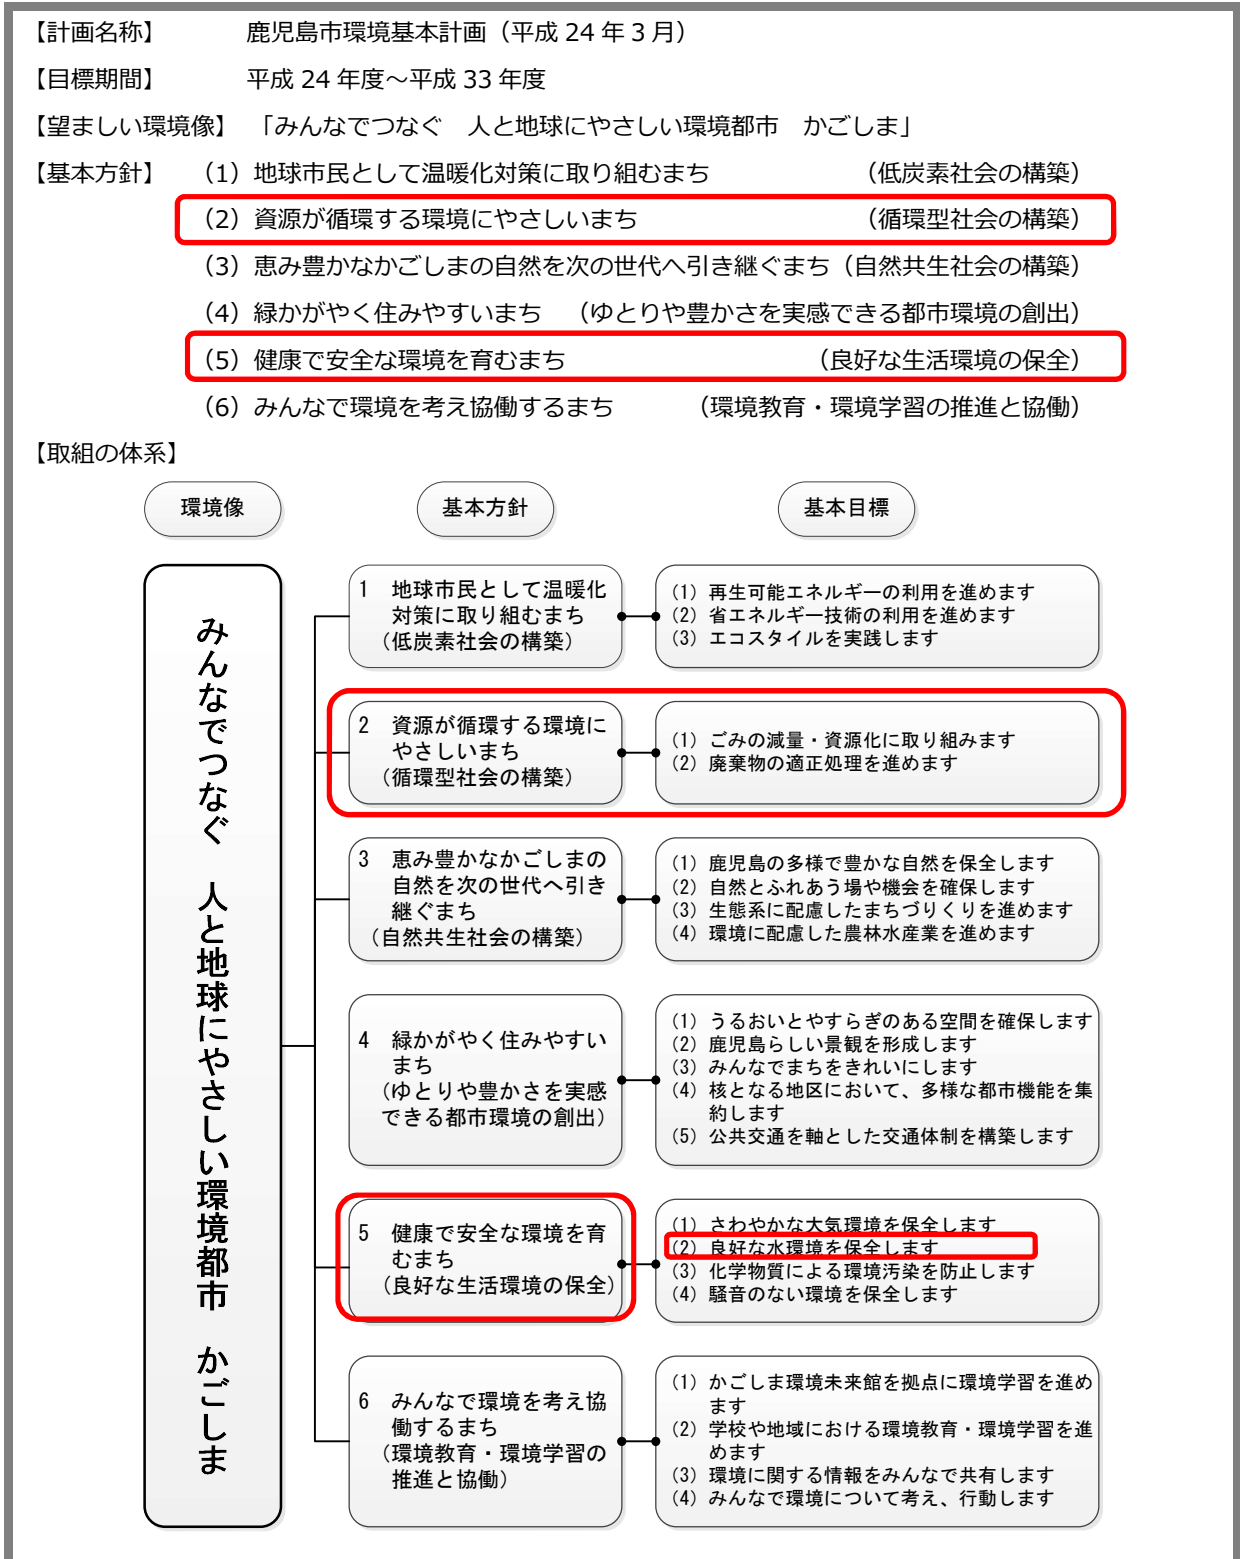 【計画名称】 鹿児島市環境基本計画（平成 24 年 3 月）
【目標期間】 平成 24 年度～平成 33 年度
【望ましい環境像】 「みんなでつなぐ 人と地球にやさしい環境都市 かごしま」
【基本方針】 （1）地球市民として温暖化対策に取り組むまち （低炭素社会の構築）
（2）資源が循環する環境にやさしいまち （循環型社会の構築）
（3）恵み豊かなかごしまの自然を次の世代へ引き継ぐまち（自然共生社会の構築）
（4）緑かがやく住みやすいまち （ゆとりや豊かさを実感できる都市環境の創出）
（5）健康で安全な環境を育むまち （良好な生活環境の保全）
（6）みんなで環境を考え協働するまち （環境教育・環境学習の推進と協働）
【取組の体系】
環境像
基本方針
基本目標
みんなでつなぐ 人と地球にやさしい環境都市 かごしま
1 地球市民として温暖化
対策に取り組むまち
（低炭素社会の構築）
(1) 再生可能エネルギーの利用を進めます
(2) 省エネルギー技術の利用を進めます
(3) エコスタイルを実践します
2 資源が循環する環境に
やさしいまち
（循環型社会の構築）
(1) ごみの減量・資源化に取り組みます
(2) 廃棄物の適正処理を進めます
3 恵み豊かなかごしまの
自然を次の世代へ引き
継ぐまち
（自然共生社会の構築）
(1) 鹿児島の多様で豊かな自然を保全します
(2) 自然とふれあう場や機会を確保します
(3) 生態系に配慮したまちづりくりを進めます
(4) 環境に配慮した農林水産業を進めます
4 緑かがやく住みやすい
まち
（ゆとりや豊かさを実感
できる都市環境の創出）
(1) うるおいとやすらぎのある空間を確保します
(2) 鹿児島らしい景観を形成します
(3) みんなでまちをきれいにします
(4) 核となる地区において、多様な都市機能を集
約します
(5) 公共交通を軸とした交通体制を構築します
5 健康で安全な環境を育
むまち
（良好な生活環境の保全）
(1) さわやかな大気環境を保全します
(2) 良好な水環境を保全します
(3) 化学物質による環境汚染を防止します
(4) 騒音のない環境を保全します
6 みんなで環境を考え協
働するまち
（環境教育・環境学習の
推進と協働）
(1) かごしま環境未来館を拠点に環境学習を進め
ます
(2) 学校や地域における環境教育・環境学習を進
めます
(3) 環境に関する情報をみんなで共有します
(4) みんなで環境について考え、行動します